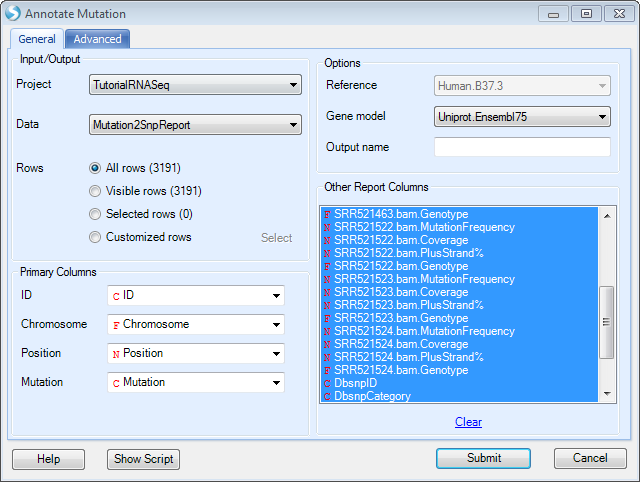 Annotate Mutation
General
Advanced
Input/Output
Project
TutorialRNASeq
Data
Mutation2SnpReport
Rows
All rows (3191)
Visible rows (3191)
Selected rows (0)
Customized rows
Select
Primary Columns
ID
C ID
Chromosome
F Chromosome
Position
N Position
Mutation
C Mutation
Options
Reference
Human.B37.3
Gene model
Uniprot.Ensembl75
Output name
Other Report Columns
F SRR521463.bam.Genotype
N SRR521522.bam.MutationFrequency
N SRR521522.bam.Coverage
N SRR521522.bam.PlusStrand%
F SRR521522.bam.Genotype
N SRR521523.bam.MutationFrequency
N SRR521523.bam.Coverage
N SRR521523.bam.PlusStrand%
F SRR521523.bam.Genotype
N SRR521524.bam.MutationFrequency
N SRR521524.bam.Coverage
N SRR521524.bam.PlusStrand%
F SRR521524.bam.Genotype
C DbsnpID
C DbsnpCategory
Clear
Help
Show Script
Submit
Cancel